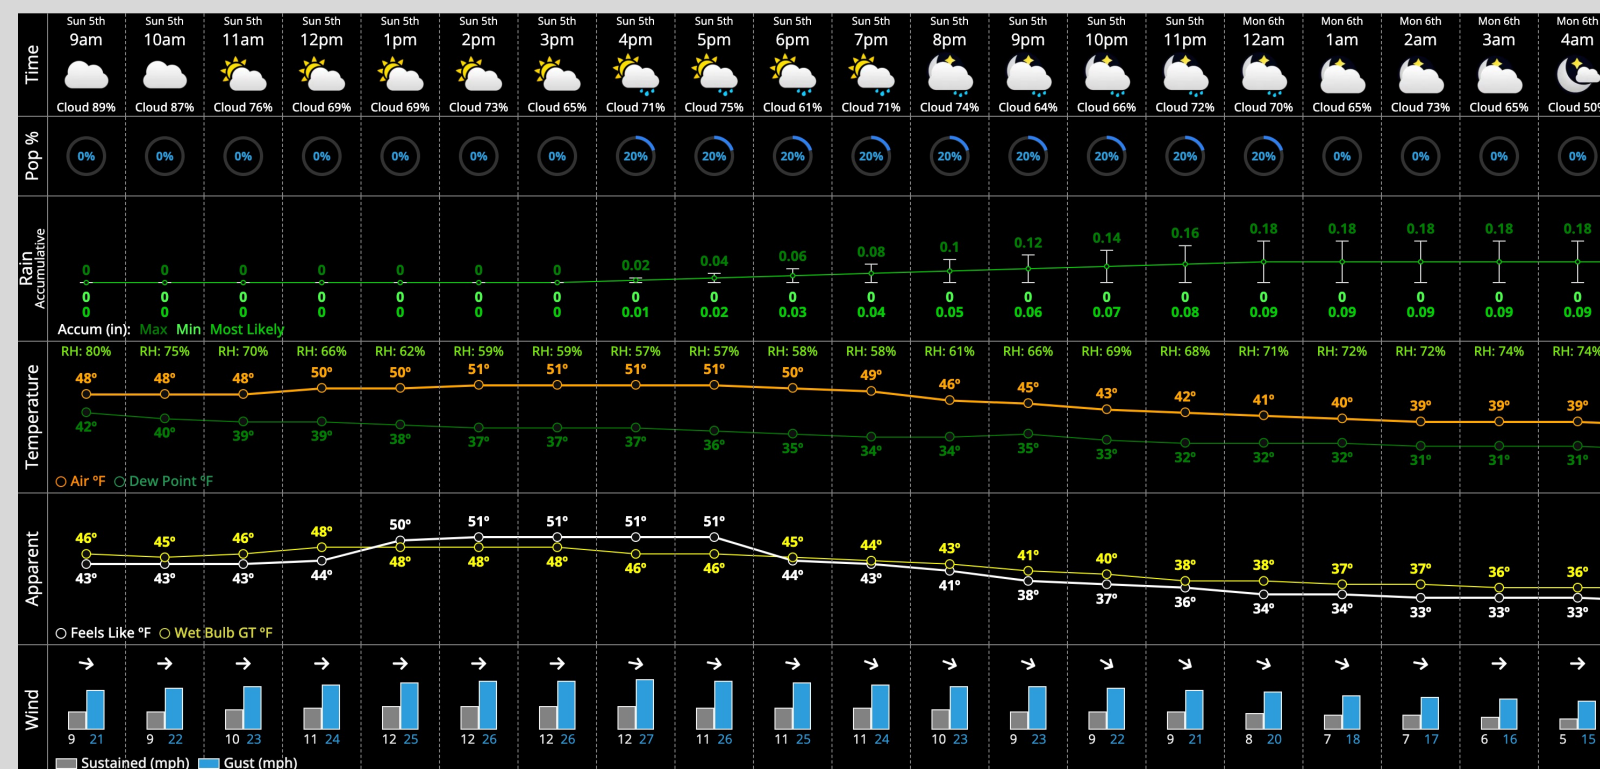 Sun 5th Sun 5th Sun 5th Sun 5th Sun 5th Sun 5th Sun 5th Sun 5th Sun 5th Sun 5th Sun 5th Sun 5th Sun 5th Sun 5th Sun 5th Mon 6th Mon 6th Mon 6th Mon 6th Mon 6th
Time
9am 10am 11am 12pm 1pm 2pm 3pm 4pm 5pm 6pm 7pm 8pm 9pm 10pm 11pm 12am 1am 2am 3am 4am
Cloud 89% Cloud 87% Cloud 76% Cloud 69% Cloud 69% Cloud 73% Cloud 65% Cloud 71% Cloud 75% Cloud 61% Cloud 71% Cloud 74% Cloud 64% Cloud 66% Cloud 72% Cloud 70% Cloud 65% Cloud 73% Cloud 65% Cloud 50%
Pop %
0% 0% 0% 0% 0% 0% 0% 20% 20% 20% 20% 20% 20% 20% 20% 20% 0% 0% 0% 0%
Rain
Accumulative
0 0 0 0 0 0 0 0.02 0.04 0.06 0.08 0.1 0.12 0.14 0.16 0.18 0.18 0.18 0.18 0.18
0 0 0 0 0 0 0 0 0 0 0 0 0 0 0 0 0 0 0 0
0 0 0 0 0 0 0 0.01 0.02 0.03 0.04 0.05 0.06 0.07 0.08 0.09 0.09 0.09 0.09 0.09
Accum (in): Max Min Most Likely
Temperature
RH: 80% RH: 75% RH: 70% RH: 66% RH: 62% RH: 59% RH: 59% RH: 57% RH: 57% RH: 58% RH: 58% RH: 61% RH: 66% RH: 69% RH: 68% RH: 71% RH: 72% RH: 72% RH: 74% RH: 74%
48° 48° 48° 50° 50° 51° 51° 51° 51° 50° 49° 46° 45° 43° 42° 41° 40° 39° 39° 39°
42° 40° 39° 39° 38° 37° 37° 37° 36° 35° 34° 34° 35° 33° 32° 32° 32° 31° 31° 31°
Air °F Dew Point °F
Apparent
46° 45° 46° 48° 50° 51° 51° 51° 51° 45° 44° 43° 41° 40° 38° 38° 37° 37° 36° 36°
43° 43° 43° 44° 48° 48° 48° 46° 46° 44° 43° 41° 38° 37° 36° 34° 34° 33° 33° 33°
Feels Like °F Wet Bulb GT °F
Wind
9 21 9 22 10 23 11 24 12 25 12 26 12 26 12 27 11 26 11 25 11 24 10 23 9 23 9 22 9 21 8 20 7 18 7 17 6 16 5 15
Sustained (mph) Gust (mph)